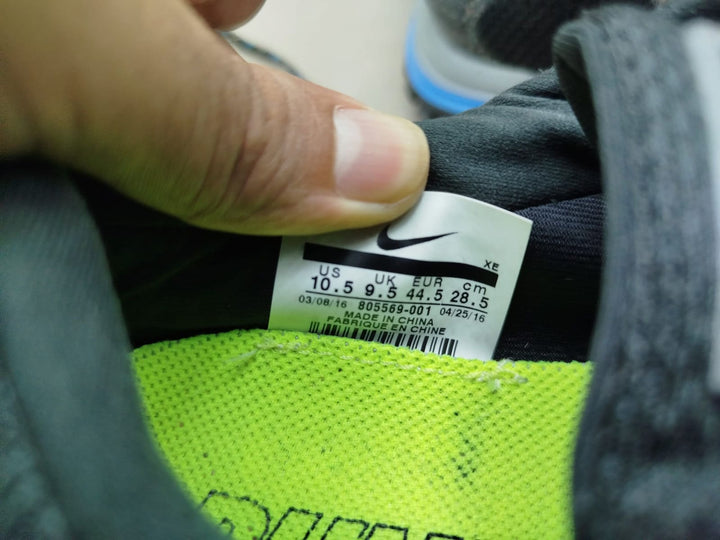 XE
US UK EUR cm
10.5 9.5 44.5 28.5
03/08/16 805569-001 04/25/16
MADE IN CHINA
FABRIQUE EN CHINE